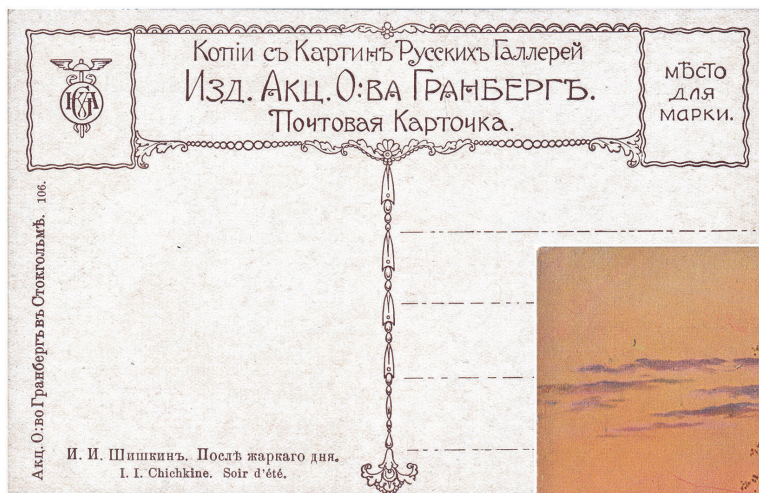 Копіи съ Картинъ Русскихъ Галлерей
Изд. Акц. О:ва Гранбергъ.
Почтовая Карточка.
мѣсто
для
марки.
Акц. О:во Гранбергъ въ Стокгольмѣ. 106.
И. И. Шишкинъ. Послѣ жаркаго дня.
I. I. Chichkine. Soir d'été.